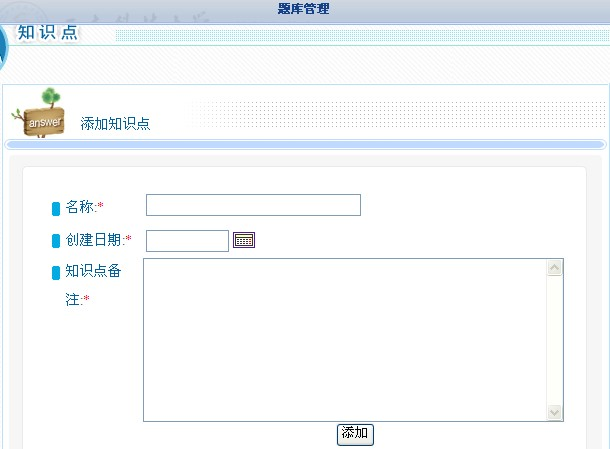 题库管理
知识点
answer
添加知识点
名称:*
创建日期:*
知识点备
注:*
添加